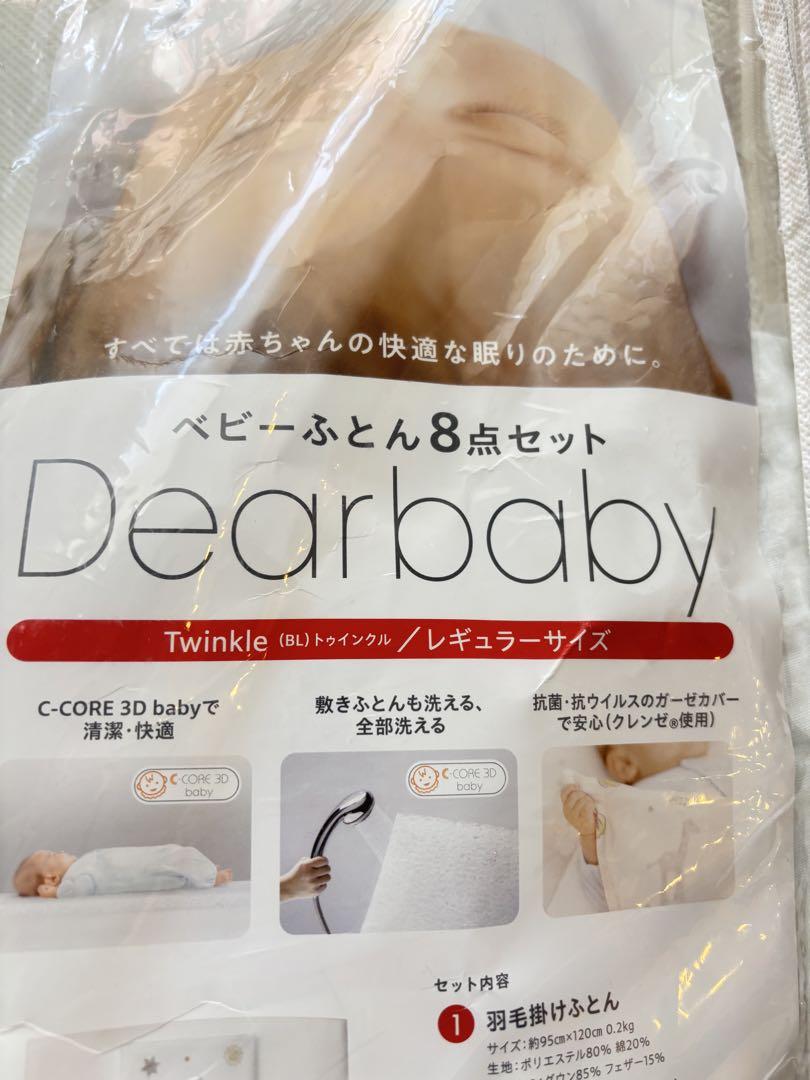 すべては赤ちゃんの快適な眠りのために。
ベビーふとん8点セット
Dearbaby
Twinkle (BL)トゥインクル/レギュラーサイズ
C-CORE 3D babyで
清潔・快適
敷きふとんも洗える、
全部洗える
抗菌・抗ウイルスのガーゼカバー
で安心(クレンゼ®使用)
C-CORE 3D
baby
C-CORE 3D
baby
セット内容
1 羽毛掛けふとん
サイズ:約95cm×120cm 0.2kg
生地:ポリエステル80% 綿20%
ダウン85% フェザー15%